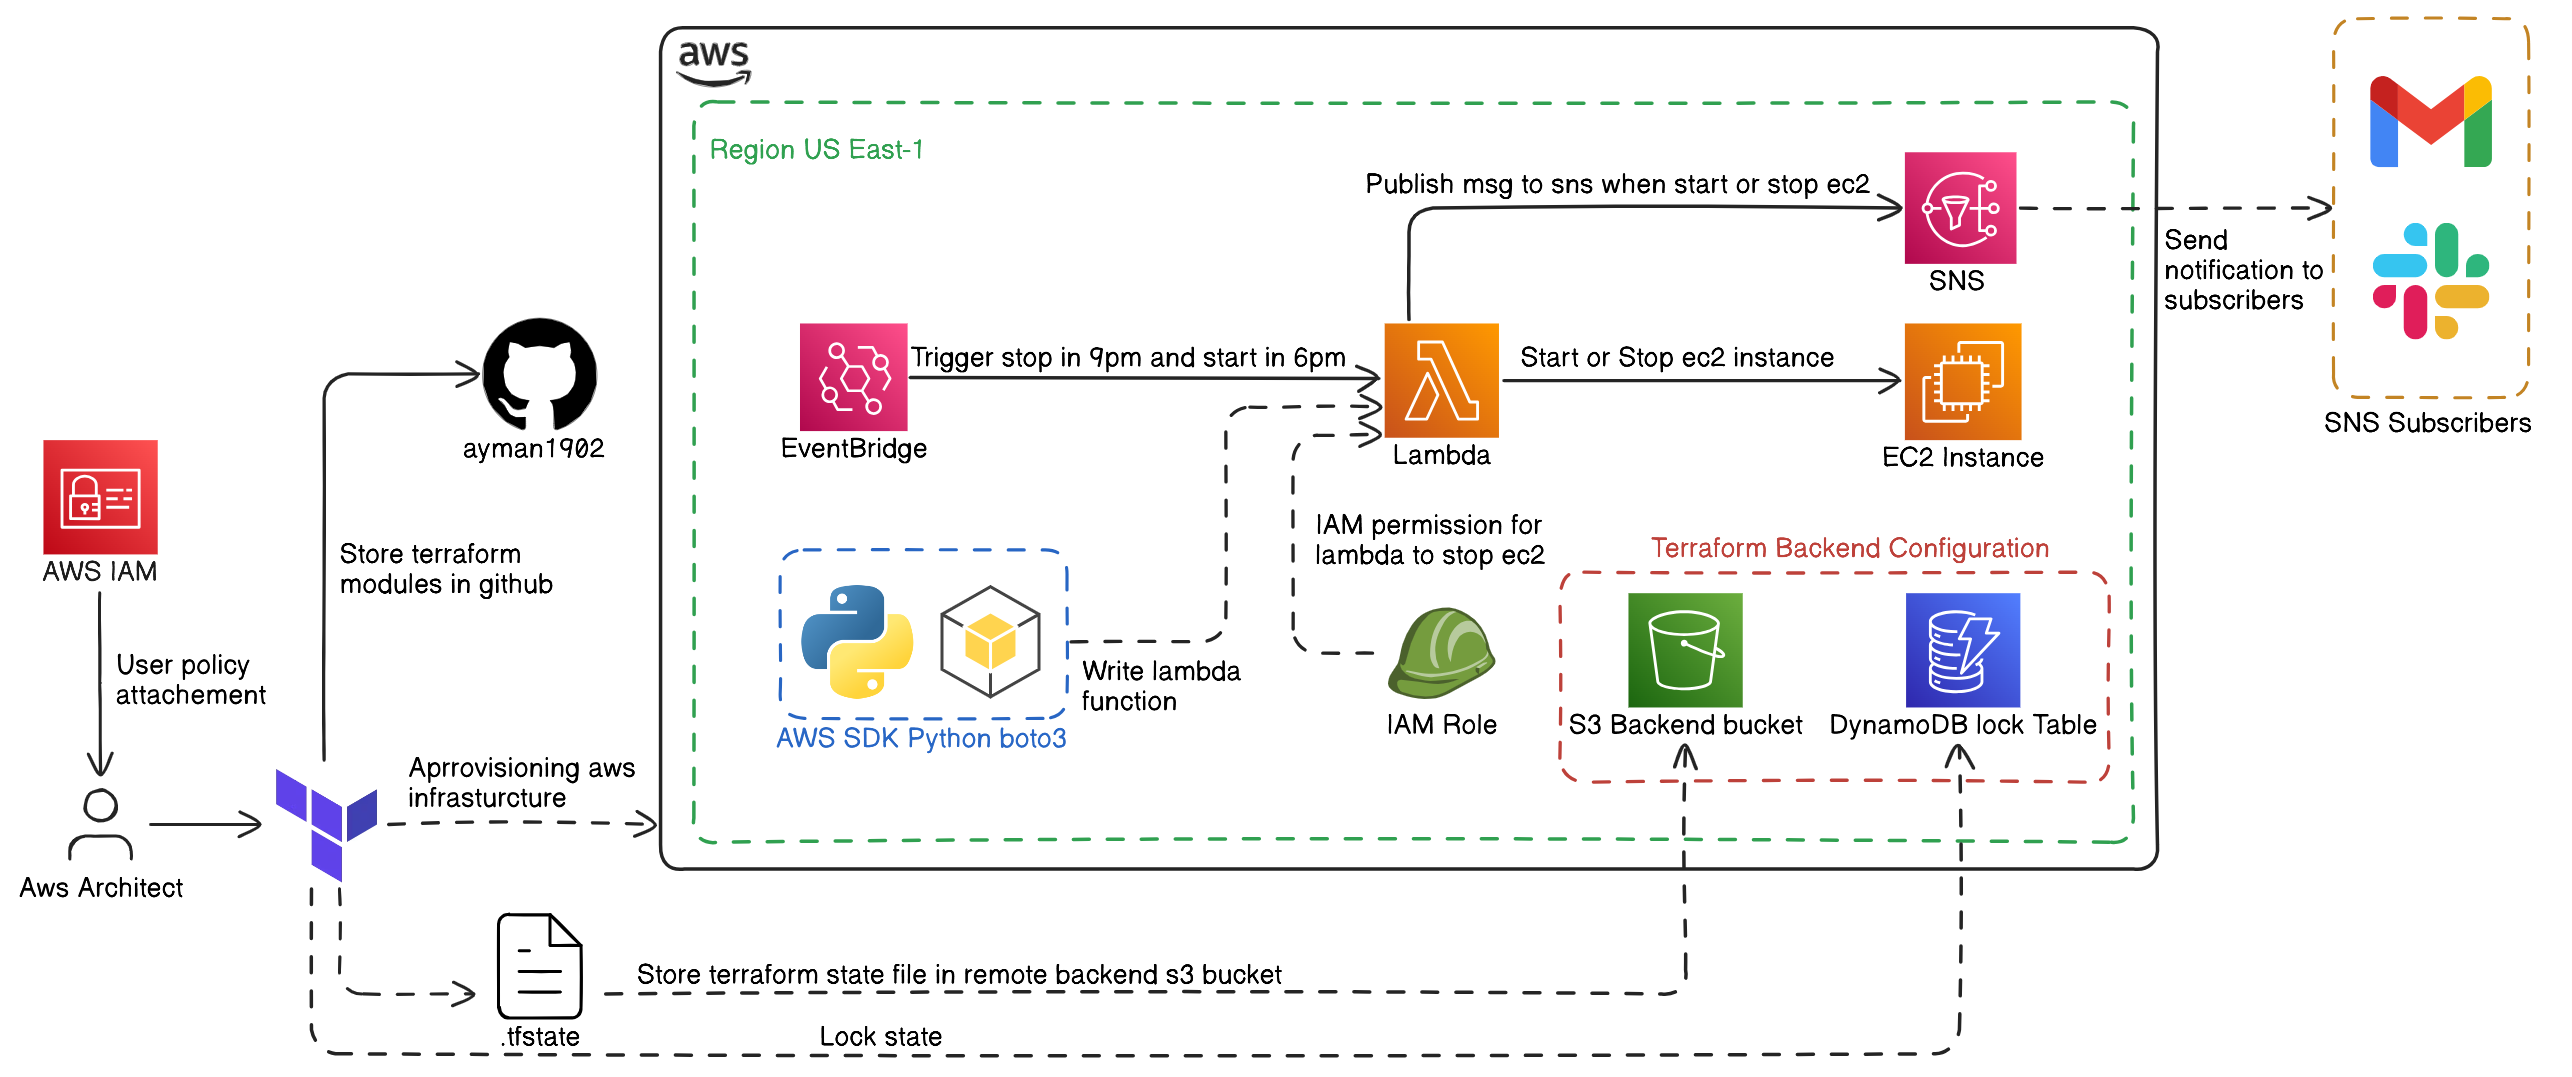 aws
Region US East-1
Publish msg to sns when start or stop ec2
SNS
Send
notification to
subscribers
SNS Subscribers
Trigger stop in 9pm and start in 6pm
EventBridge
Lambda
Start or Stop ec2 instance
EC2 Instance
ayman1902
AWS IAM
Store terraform
modules in github
User policy
attachement
Aws Architect
Aprrovisioning aws
infrasturcture
IAM permission for
lambda to stop ec2
Write lambda
function
AWS SDK Python boto3
IAM Role
Terraform Backend Configuration
S3 Backend bucket
DynamoDB lock Table
Store terraform state file in remote backend s3 bucket
.tfstate
Lock state